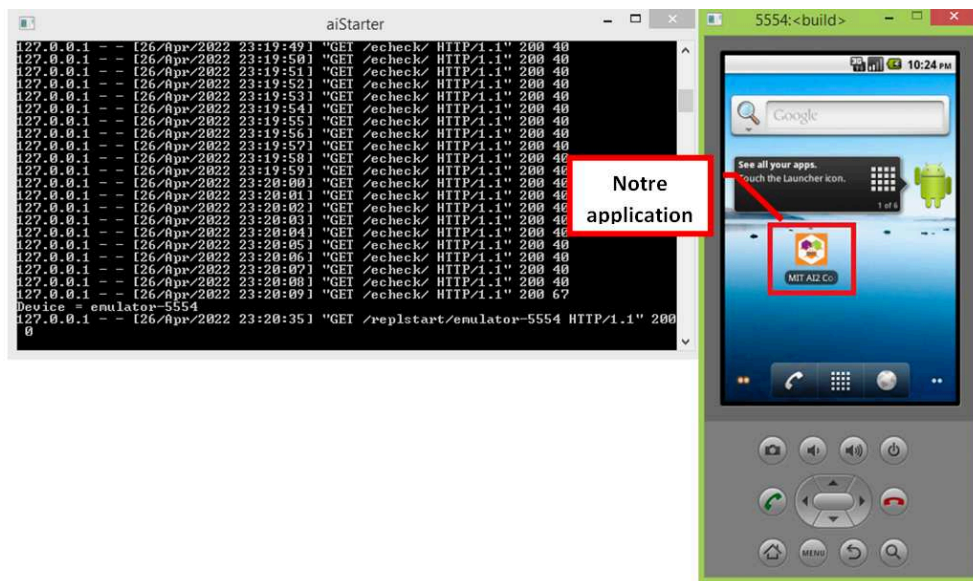 aiStarter
127.0.0.1 - - [26/Apr/2022 23:19:49] "GET /echeck/ HTTP/1.1" 200 40
127.0.0.1 - - [26/Apr/2022 23:19:50] "GET /echeck/ HTTP/1.1" 200 40
127.0.0.1 - - [26/Apr/2022 23:19:51] "GET /echeck/ HTTP/1.1" 200 40
127.0.0.1 - - [26/Apr/2022 23:19:52] "GET /echeck/ HTTP/1.1" 200 40
127.0.0.1 - - [26/Apr/2022 23:19:53] "GET /echeck/ HTTP/1.1" 200 40
127.0.0.1 - - [26/Apr/2022 23:19:54] "GET /echeck/ HTTP/1.1" 200 40
127.0.0.1 - - [26/Apr/2022 23:19:55] "GET /echeck/ HTTP/1.1" 200 40
127.0.0.1 - - [26/Apr/2022 23:19:56] "GET /echeck/ HTTP/1.1" 200 40
127.0.0.1 - - [26/Apr/2022 23:19:57] "GET /echeck/ HTTP/1.1" 200 40
127.0.0.1 - - [26/Apr/2022 23:19:58] "GET /echeck/ HTTP/1.1" 200 40
127.0.0.1 - - [26/Apr/2022 23:19:59] "GET /echeck/ HTTP/1.1" 200 40
127.0.0.1 - - [26/Apr/2022 23:20:00] "GET /echeck/ HTTP/1.1" 200 40
127.0.0.1 - - [26/Apr/2022 23:20:01] "GET /echeck/ HTTP/1.1" 200 40
127.0.0.1 - - [26/Apr/2022 23:20:02] "GET /echeck/ HTTP/1.1" 200 40
127.0.0.1 - - [26/Apr/2022 23:20:03] "GET /echeck/ HTTP/1.1" 200 40
127.0.0.1 - - [26/Apr/2022 23:20:04] "GET /echeck/ HTTP/1.1" 200 40
127.0.0.1 - - [26/Apr/2022 23:20:05] "GET /echeck/ HTTP/1.1" 200 40
127.0.0.1 - - [26/Apr/2022 23:20:06] "GET /echeck/ HTTP/1.1" 200 40
127.0.0.1 - - [26/Apr/2022 23:20:07] "GET /echeck/ HTTP/1.1" 200 40
127.0.0.1 - - [26/Apr/2022 23:20:08] "GET /echeck/ HTTP/1.1" 200 40
127.0.0.1 - - [26/Apr/2022 23:20:09] "GET /echeck/ HTTP/1.1" 200 67
Device = emulator-5554
127.0.0.1 - - [26/Apr/2022 23:20:35] "GET /replstart/emulator-5554 HTTP/1.1" 200
0
Notre
application
5554:<build>
10:24 PM
Google
See all your apps.
Touch the Launcher icon.
1 of 6
MIT AI2 Co
MENU